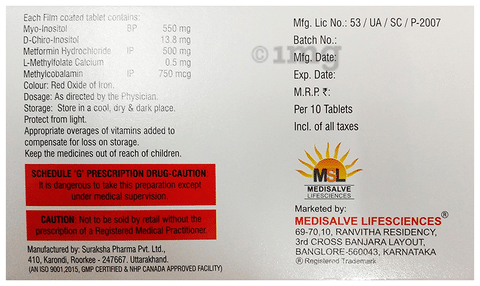 Each Film coated tablet contains:
Myo-Inositol BP 550 mg
D-Chiro-Inositol 13.8 mg
Metformin Hydrochloride IP 500 mg
L-Methylfolate Calcium 0.5 mg
Methylcobalamin IP 750 mcg
Colour: Red Oxide of Iron.
Dosage: As directed by the Physician.
Storage: Store in a cool, dry & dark place.
Protect from light.
Appropriate overages of vitamins added to
compensate for loss on storage.
Keep the medicines out of reach of children.
SCHEDULE 'G' PRESCRIPTION DRUG-CAUTION
It is dangerous to take this preparation except
under medical supervision.
CAUTION: Not to be sold by retail without the
prescription of a Registered Medical Practitioner.
Manufactured by: Suraksha Pharma Pvt. Ltd.,
410, Karondi, Roorkee - 247667. Uttarakhand.
(AN ISO 9001,2015, GMP CERTIFIED & NHP CANADA APPROVED FACILITY)
Mfg. Lic No.: 53 / UA / SC / P-2007
Batch No.:
Mfg. Date:
Exp. Date:
M.R.P. ₹:
Per 10 Tablets
Incl. of all taxes
©1mg
MSL
MEDISALVE
LIFESCIENCES
Marketed by:
MEDISALVE LIFESCIENCES®
69-70,10, RANVITHA RESIDENCY,
3rd CROSS BANJARA LAYOUT,
BANGLORE-560043, KARNATAKA
® Registered Trademark